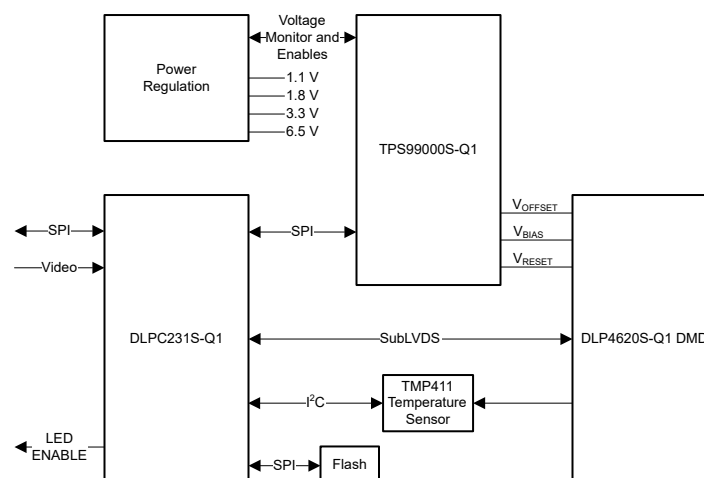 Voltage
Monitor and
Enables
Power
Regulation
1.1 V
1.8 V
3.3 V
6.5 V
TPS99000S-Q1
VOFFSET
VBIAS
VRESET
SPI
SPI
Video
DLPC231S-Q1
SubLVDS
DLP4620S-Q1 DMD
I²C
TMP411
Temperature
Sensor
LED
ENABLE
SPI
Flash